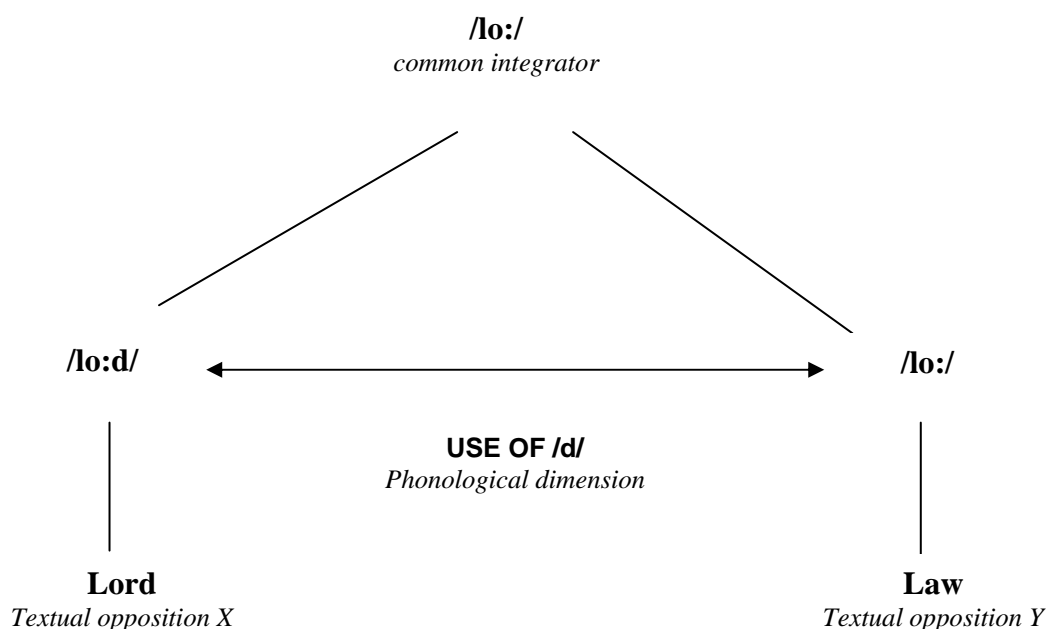 /lo:/
common integrator
/lo:d/
/lo:/
USE OF /d/
Phonological dimension
Lord
Law
Textual opposition X
Textual opposition Y